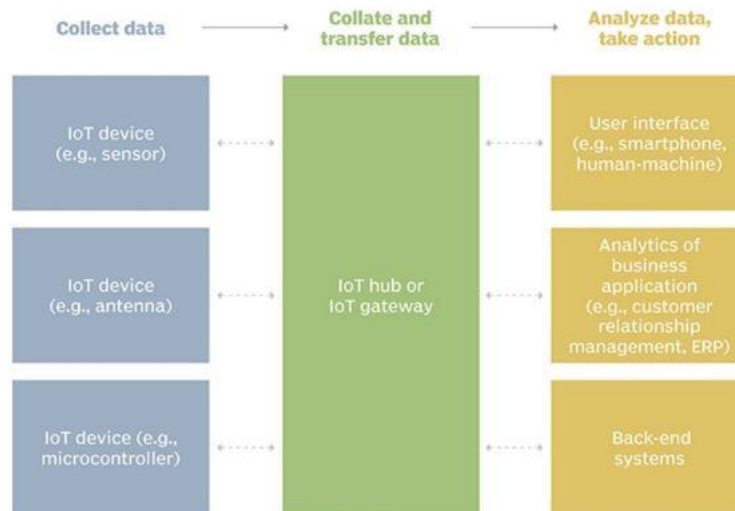 Collect data
Collate and
transfer data
Analyze data,
take action
IoT device
(e.g., sensor)
IoT device
(e.g., antenna)
IoT device (e.g.,
microcontroller)
IoT hub or
IoT gateway
User interface
(e.g., smartphone,
human-machine)
Analytics of
business
application
(e.g., customer
relationship
management, ERP)
Back-end
systems